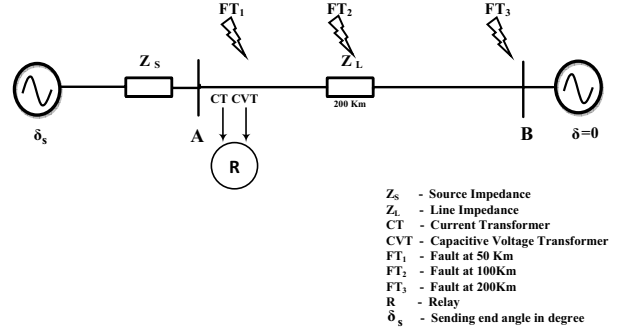 FT₁ FT₂ FT₃
Z S Z L
200 Km
CT CVT
A B
δs δ=0
R
ZS - Source Impedance
ZL - Line Impedance
CT - Current Transformer
CVT - Capacitive Voltage Transformer
FT₁ - Fault at 50 Km
FT₂ - Fault at 100Km
FT₃ - Fault at 200Km
R - Relay
δs - Sending end angle in degree